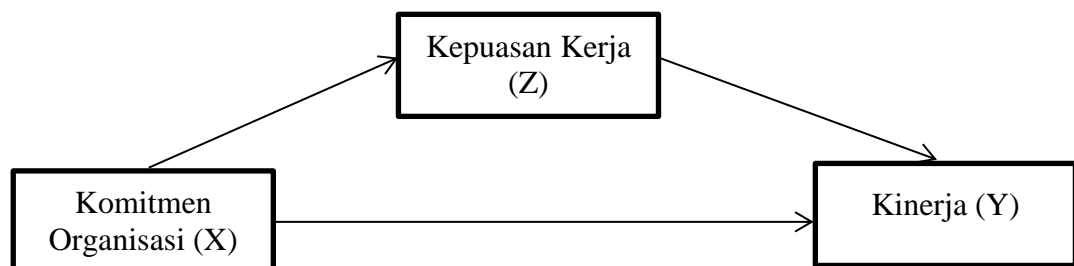 Kepuasan Kerja
(Z)
Komitmen
Organisasi (X)
Kinerja (Y)